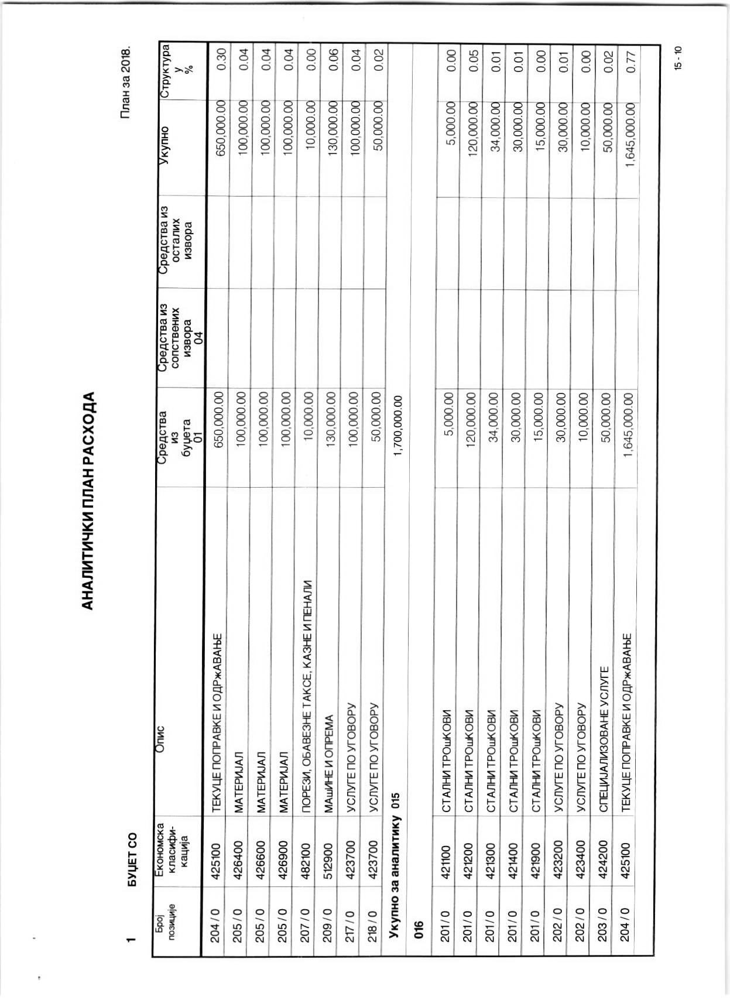 АНАЛИТИЧКИ ПЛАН РАСХОДА
План за 2018.
1 БУЏЕТ СО
Број позиције | Економска класифи-кација | Опис | Средства из буџета 01 | Средства из сопствених извора 04 | Средства из осталих извора | Укупно | Структура у %
204 / 0 425100 ТЕКУЦЕ ПОПРАВКЕ И ОДРжАВАЊЕ 650,000.00 650,000.00 0.30
205 / 0 426400 МАТЕРИЈАЛ 100,000.00 100,000.00 0.04
205 / 0 426600 МАТЕРИЈАЛ 100,000.00 100,000.00 0.04
205 / 0 426900 МАТЕРИЈАЛ 100,000.00 100,000.00 0.04
207 / 0 482100 ПОРЕЗИ, ОБАВЕЗНЕ ТАКСЕ, КАЗНЕ И ПЕНАЛИ 10,000.00 10,000.00 0.00
209 / 0 512900 МАшИНЕ И ОПРЕМА 130,000.00 130,000.00 0.06
217 / 0 423700 УСЛУГЕ ПО УГОВОРУ 100,000.00 100,000.00 0.04
218 / 0 423700 УСЛУГЕ ПО УГОВОРУ 50,000.00 50,000.00 0.02
Укупно за аналитику 015 1,700,000.00
016
201 / 0 421100 СТАЛНИ ТРОшКОВИ 5,000.00 5,000.00 0.00
201 / 0 421200 СТАЛНИ ТРОшКОВИ 120,000.00 120,000.00 0.05
201 / 0 421300 СТАЛНИ ТРОшКОВИ 34,000.00 34,000.00 0.01
201 / 0 421400 СТАЛНИ ТРОшКОВИ 30,000.00 30,000.00 0.01
201 / 0 421900 СТАЛНИ ТРОшКОВИ 15,000.00 15,000.00 0.00
202 / 0 423200 УСЛУГЕ ПО УГОВОРУ 30,000.00 30,000.00 0.01
202 / 0 423400 УСЛУГЕ ПО УГОВОРУ 10,000.00 10,000.00 0.00
203 / 0 424200 СПЕЦИЈАЛИЗОВАНЕ УСЛУГЕ 50,000.00 50,000.00 0.02
204 / 0 425100 ТЕКУЦЕ ПОПРАВКЕ И ОДРжАВАЊЕ 1,645,000.00 1,645,000.00 0.77
15 - 10